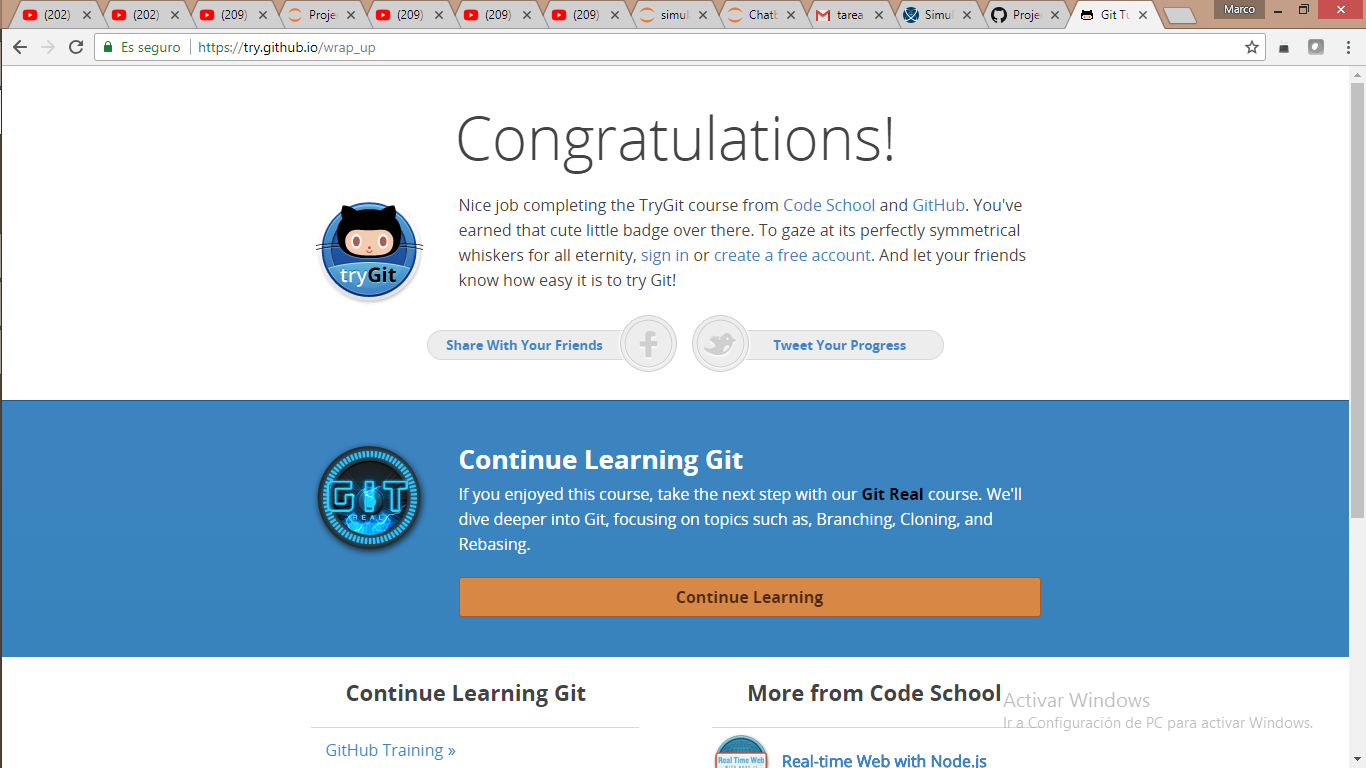 (202)
(202)
(209)
Proje
(209)
(209)
(209)
simul
Chatb
tarea
Simul
Proje
Git Tu
Marco
Es seguro
https://try.github.io/wrap_up
Congratulations!
tryGit
Nice job completing the TryGit course from Code School and GitHub. You've
earned that cute little badge over there. To gaze at its perfectly symmetrical
whiskers for all eternity, sign in or create a free account. And let your friends
know how easy it is to try Git!
Share With Your Friends
Tweet Your Progress
GIT
REAL
Continue Learning Git
If you enjoyed this course, take the next step with our Git Real course. We'll
dive deeper into Git, focusing on topics such as, Branching, Cloning, and
Rebasing.
Continue Learning
Continue Learning Git
More from Code School
Activar Windows
Ir a Configuración de PC para activar Windows.
GitHub Training »
Real Time Web
WITH NODE.JS
Real-time Web with Node.js